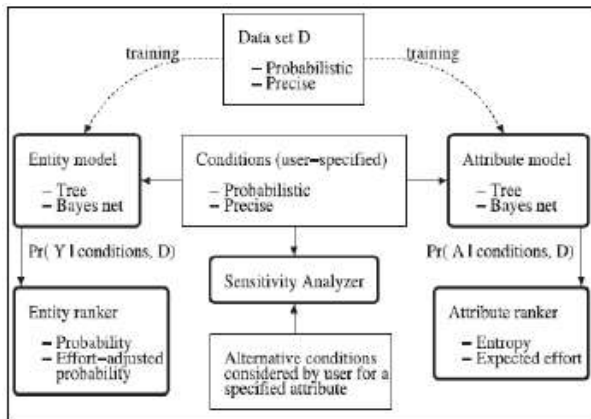 Data set D
– Probabilistic
– Precise
training
training
Entity model
– Tree
– Bayes net
Conditions (user–specified)
– Probabilistic
– Precise
Attribute model
– Tree
– Bayes net
Pr( Y | conditions, D)
Pr( A | conditions, D)
Sensitivity Analyzer
Entity ranker
– Probability
– Effort–adjusted
probability
Alternative conditions
considered by user for a
specified attribute
Attribute ranker
– Entropy
– Expected effort